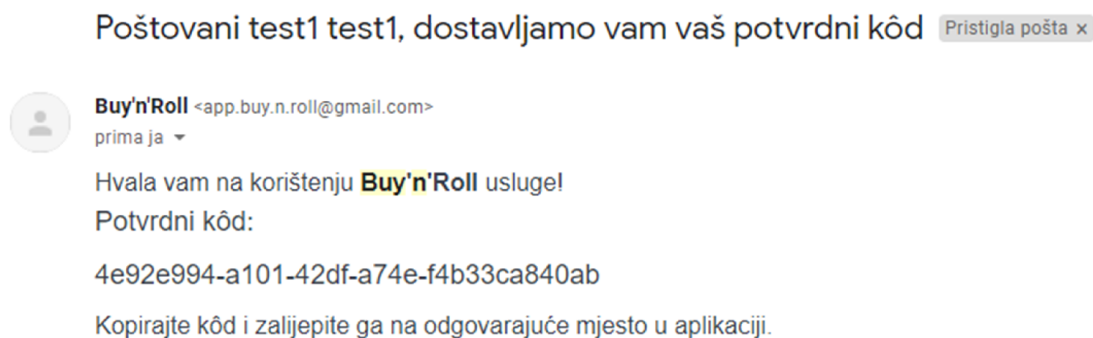 Poštovani test1 test1, dostavljamo vam vaš potvrdni kôd Pristigla pošta ×
Buy'n'Roll <app.buy.n.roll@gmail.com>
prima ja
Hvala vam na korištenju Buy'n'Roll usluge!
Potvrdni kôd:
4e92e994-a101-42df-a74e-f4b33ca840ab
Kopirajte kôd i zalijepite ga na odgovarajuće mjesto u aplikaciji.